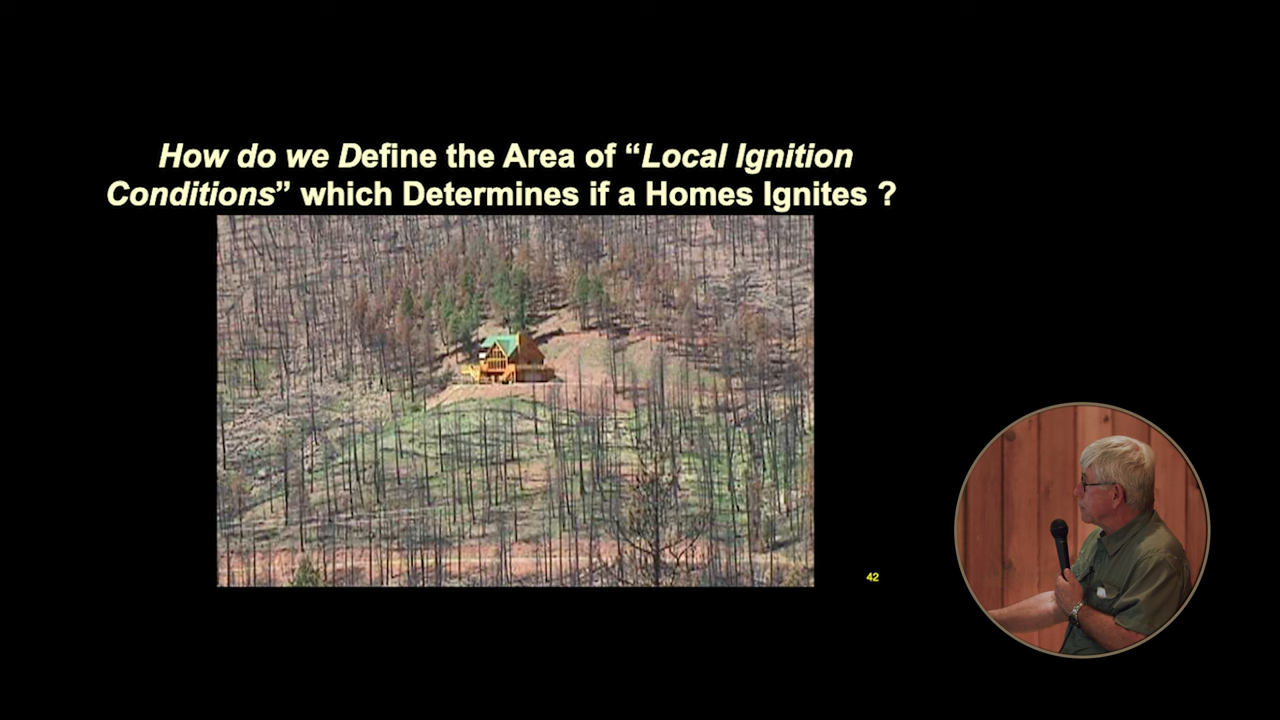 How do we Define the Area of “Local Ignition
Conditions” which Determines if a Homes Ignites ?
42